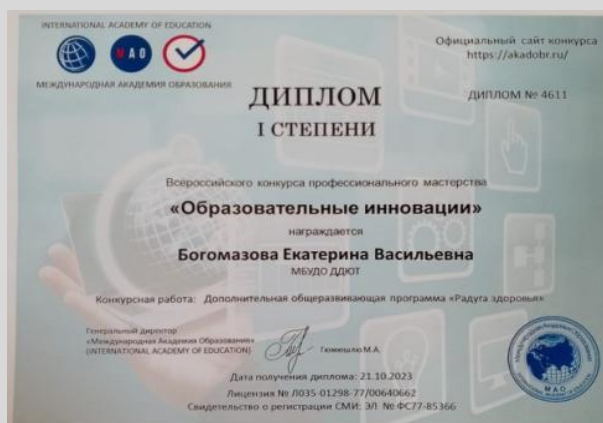 INTERNATIONAL ACADEMY OF EDUCATION
МАО
МЕЖДУНАРОДНАЯ АКАДЕМИЯ ОБРАЗОВАНИЯ
Официальный сайт конкурса
https://akadobr.ru/
ДИПЛОМ № 4611
ДИПЛОМ
I СТЕПЕНИ
Всероссийского конкурса профессионального мастерства
«Образовательные инновации»
награждается
Богомазова Екатерина Васильевна
МБУДО ДДЮТ
Конкурсная работа: Дополнительная общеразвивающая программа «Радуга здоровья»
Генеральный директор
«Международная Академия Образования»
(INTERNATIONAL ACADEMY OF EDUCATION)
Гюмюшлю М.А.
Дата получения диплома: 21.10.2023
Лицензия № Л035-01298-77/00640662
Свидетельство о регистрации СМИ: ЭЛ № ФС77-85366
МАО